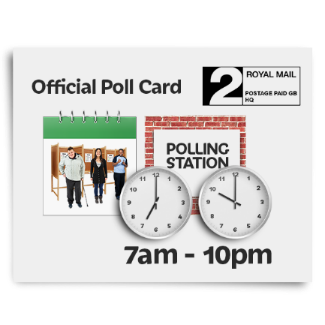 Official Poll Card
2
ROYAL MAIL
POSTAGE PAID GB
HQ
POLLING
STATION
7am - 10pm